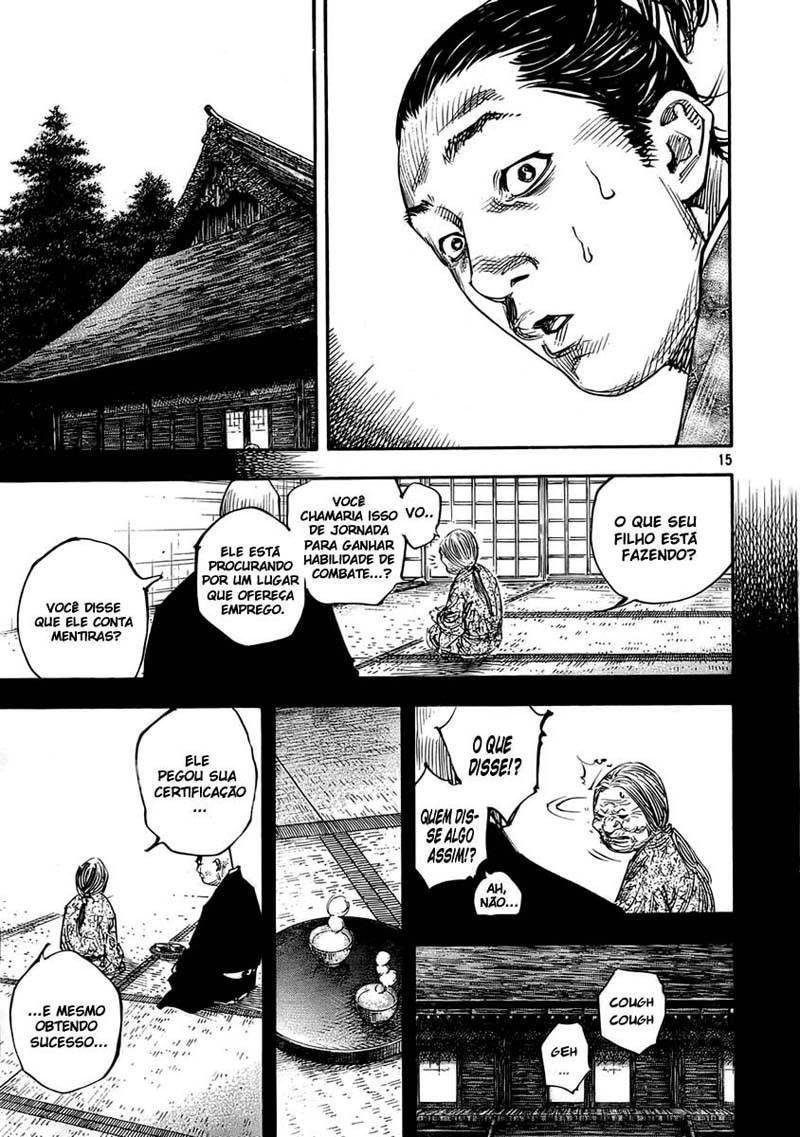 15
O QUE SEU
FILHO ESTÁ
FAZENDO?
VO..
VOCÊ
CHAMARIA ISSO
DE JORNADA
PARA GANHAR
HABILIDADE DE
COMBATE...?
ELE ESTÁ
PROCURANDO
POR UM LUGAR
QUE OFEREÇA
EMPREGO.
VOCÊ DISSE
QUE ELE CONTA
MENTIRAS?
O QUE
DISSE!?
QUEM DIS-
SE ALGO
ASSIM!?
AH,
NÃO...
ELE
PEGOU SUA
CERTIFICAÇÃO
...
...E MESMO
OBTENDO
SUCESSO...
COUGH
COUGH
GEH
...